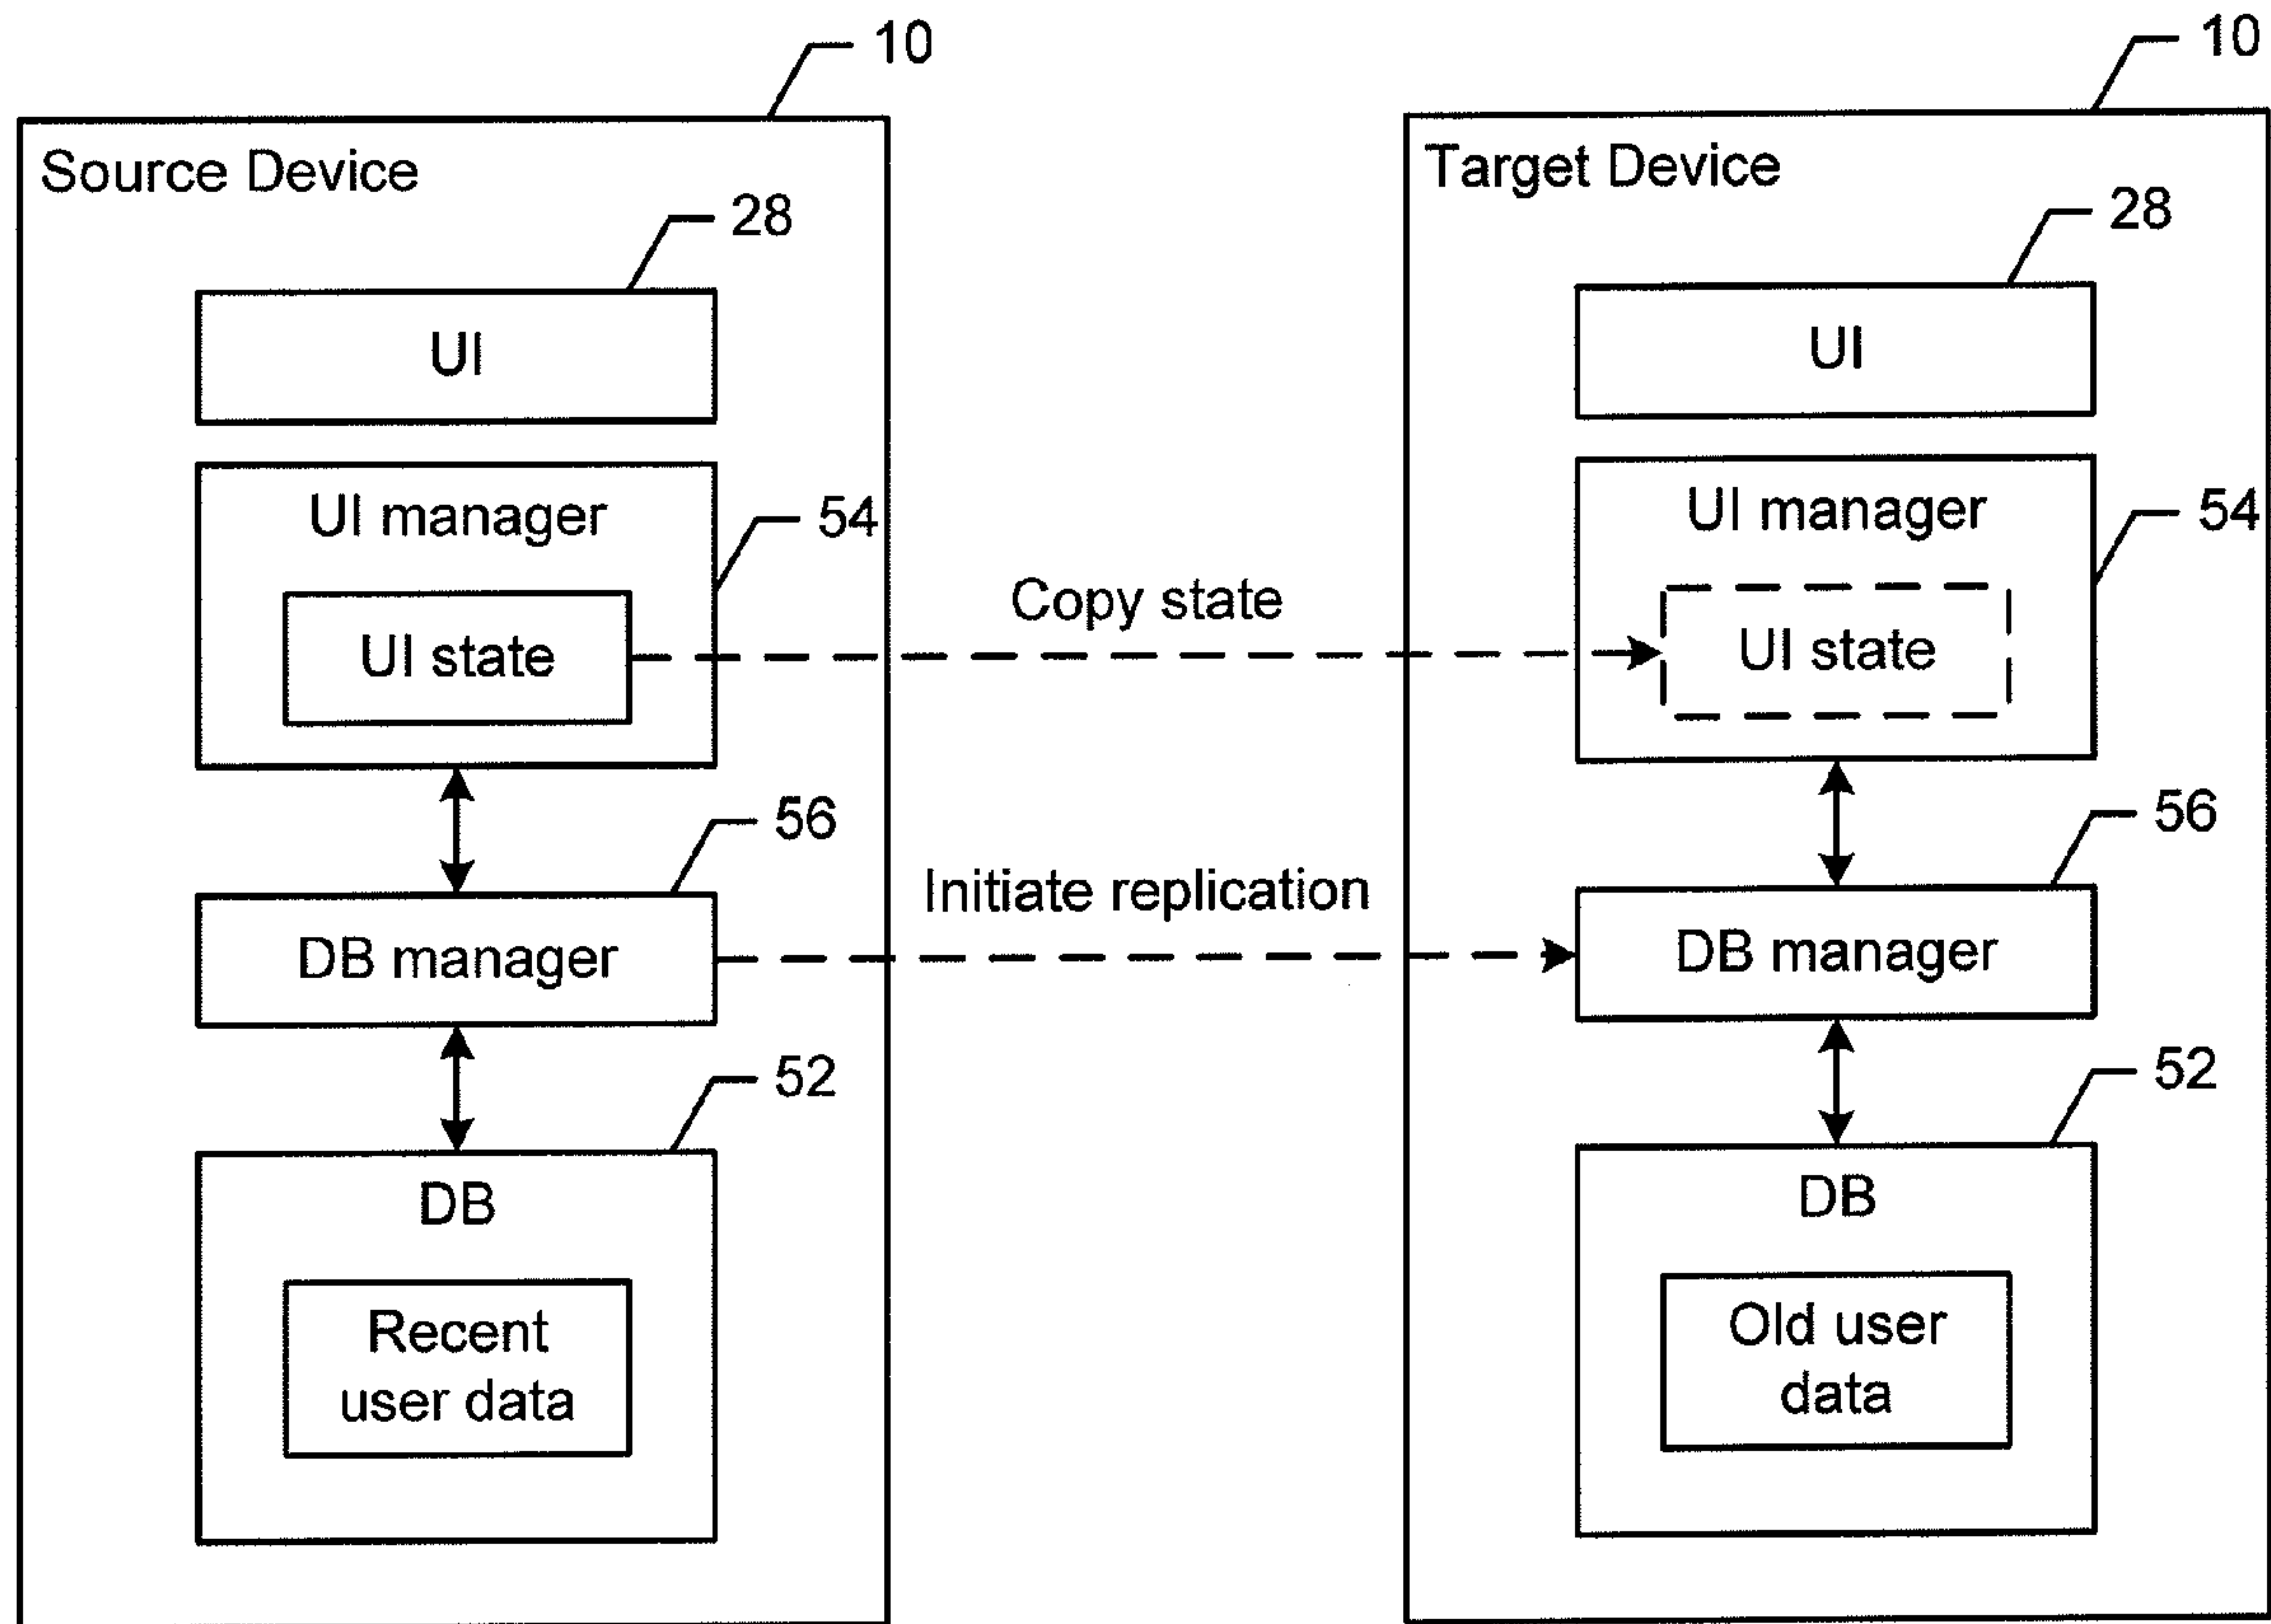 10
Source Device
28
UI
UI manager
54
UI state
56
DB manager
52
DB
Recent
user data
Copy state
Initiate replication
10
Target Device
28
UI
UI manager
54
UI state
56
DB manager
52
DB
Old user
data